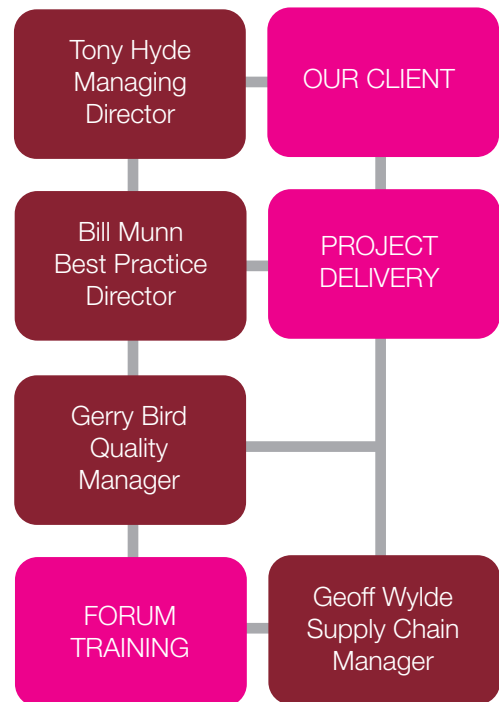 Tony Hyde
Managing
Director
OUR CLIENT
Bill Munn
Best Practice
Director
PROJECT
DELIVERY
Gerry Bird
Quality
Manager
FORUM
TRAINING
Geoff Wylde
Supply Chain
Manager